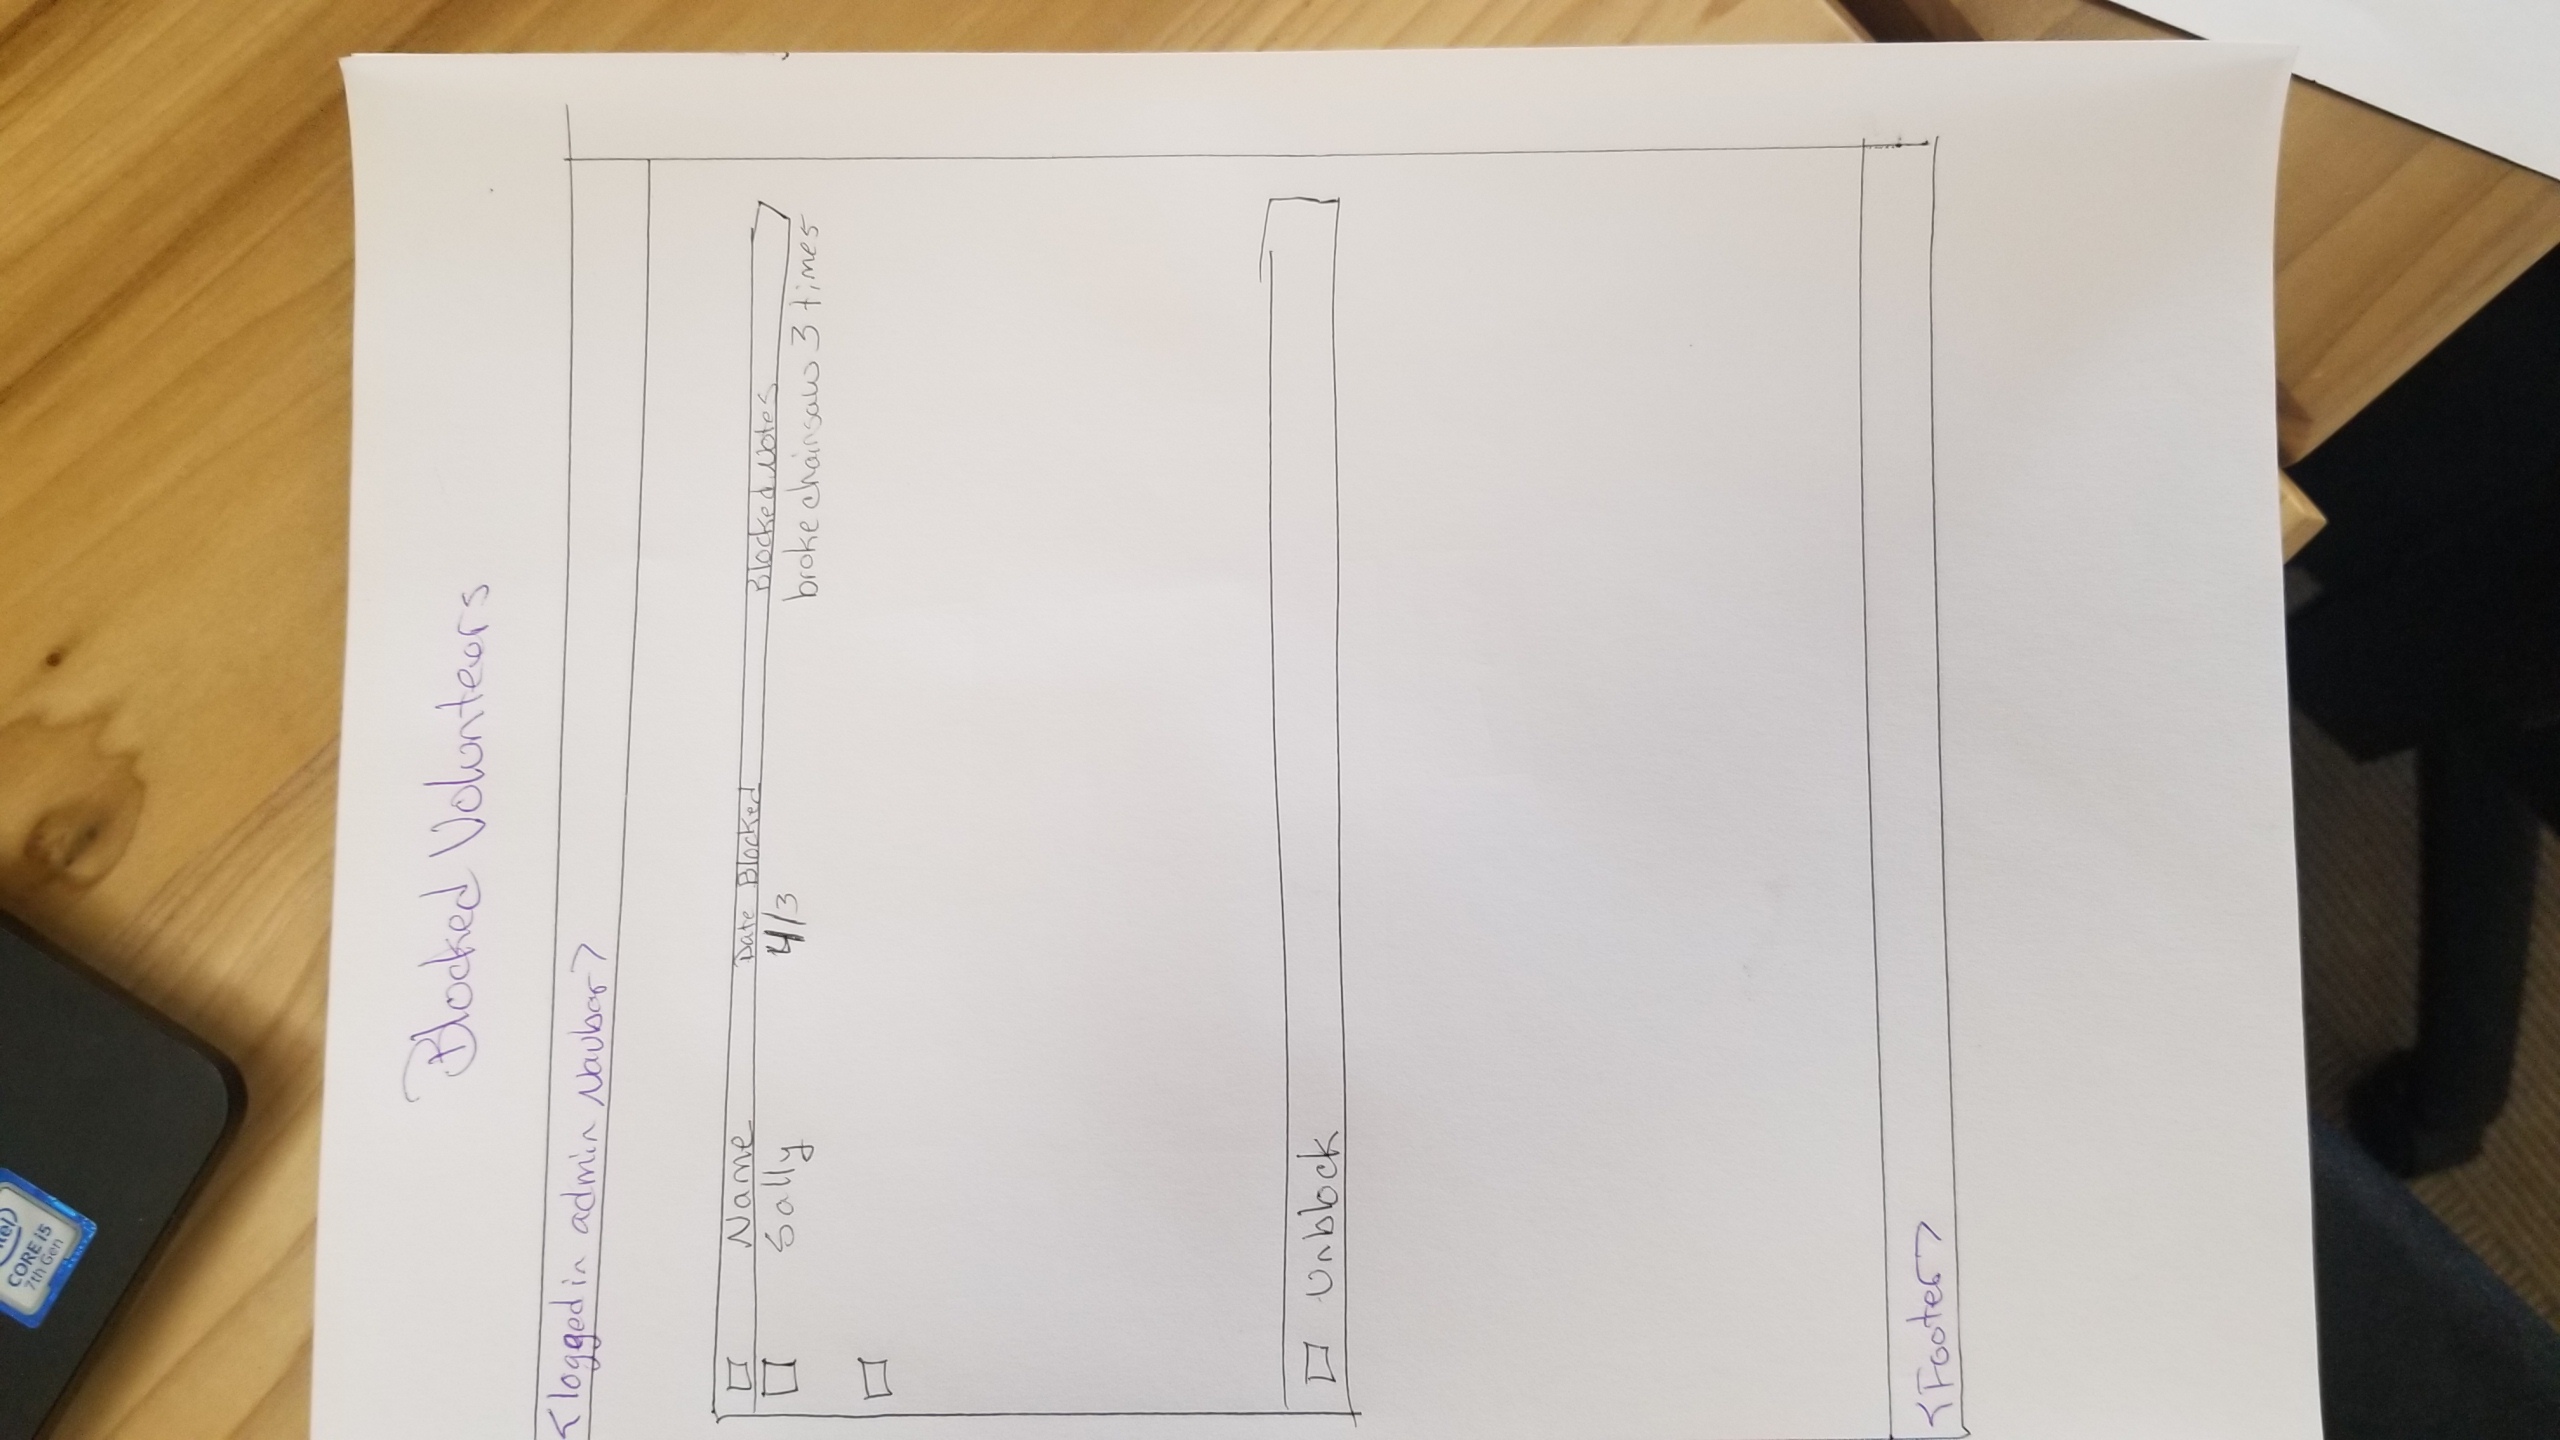 intel
CORE i5
7th Gen
Blocked Volunteers
<logged in admin Navbar>
Name Date Blocked Blocked Notes
Sally 4/3 broke chainsaw 3 times
Unblock
<Footer>